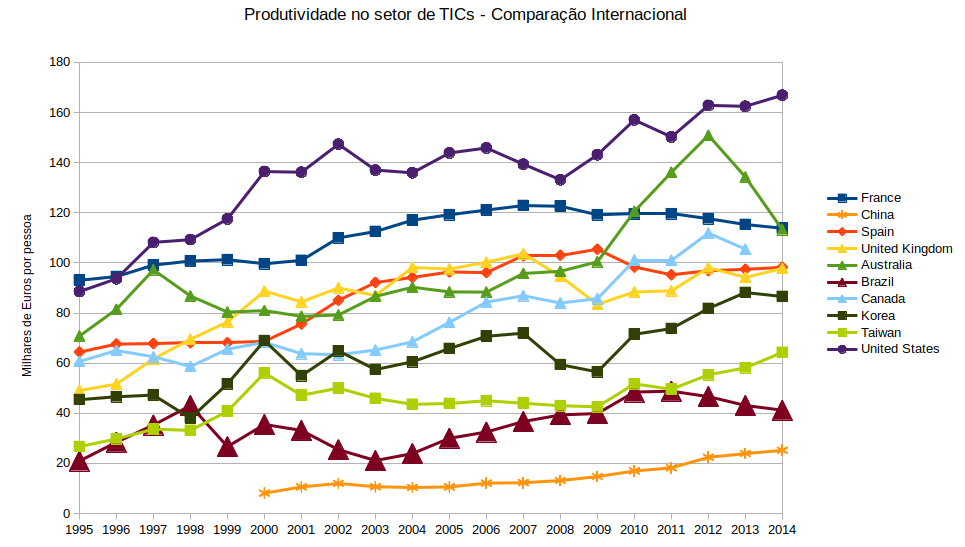 Produtividade no setor de TICs - Comparação Internacional
Milhares de Euros por pessoa
180
160
140
120
100
80
60
40
20
0
1995 1996 1997 1998 1999 2000 2001 2002 2003 2004 2005 2006 2007 2008 2009 2010 2011 2012 2013 2014
France
China
Spain
United Kingdom
Australia
Brazil
Canada
Korea
Taiwan
United States